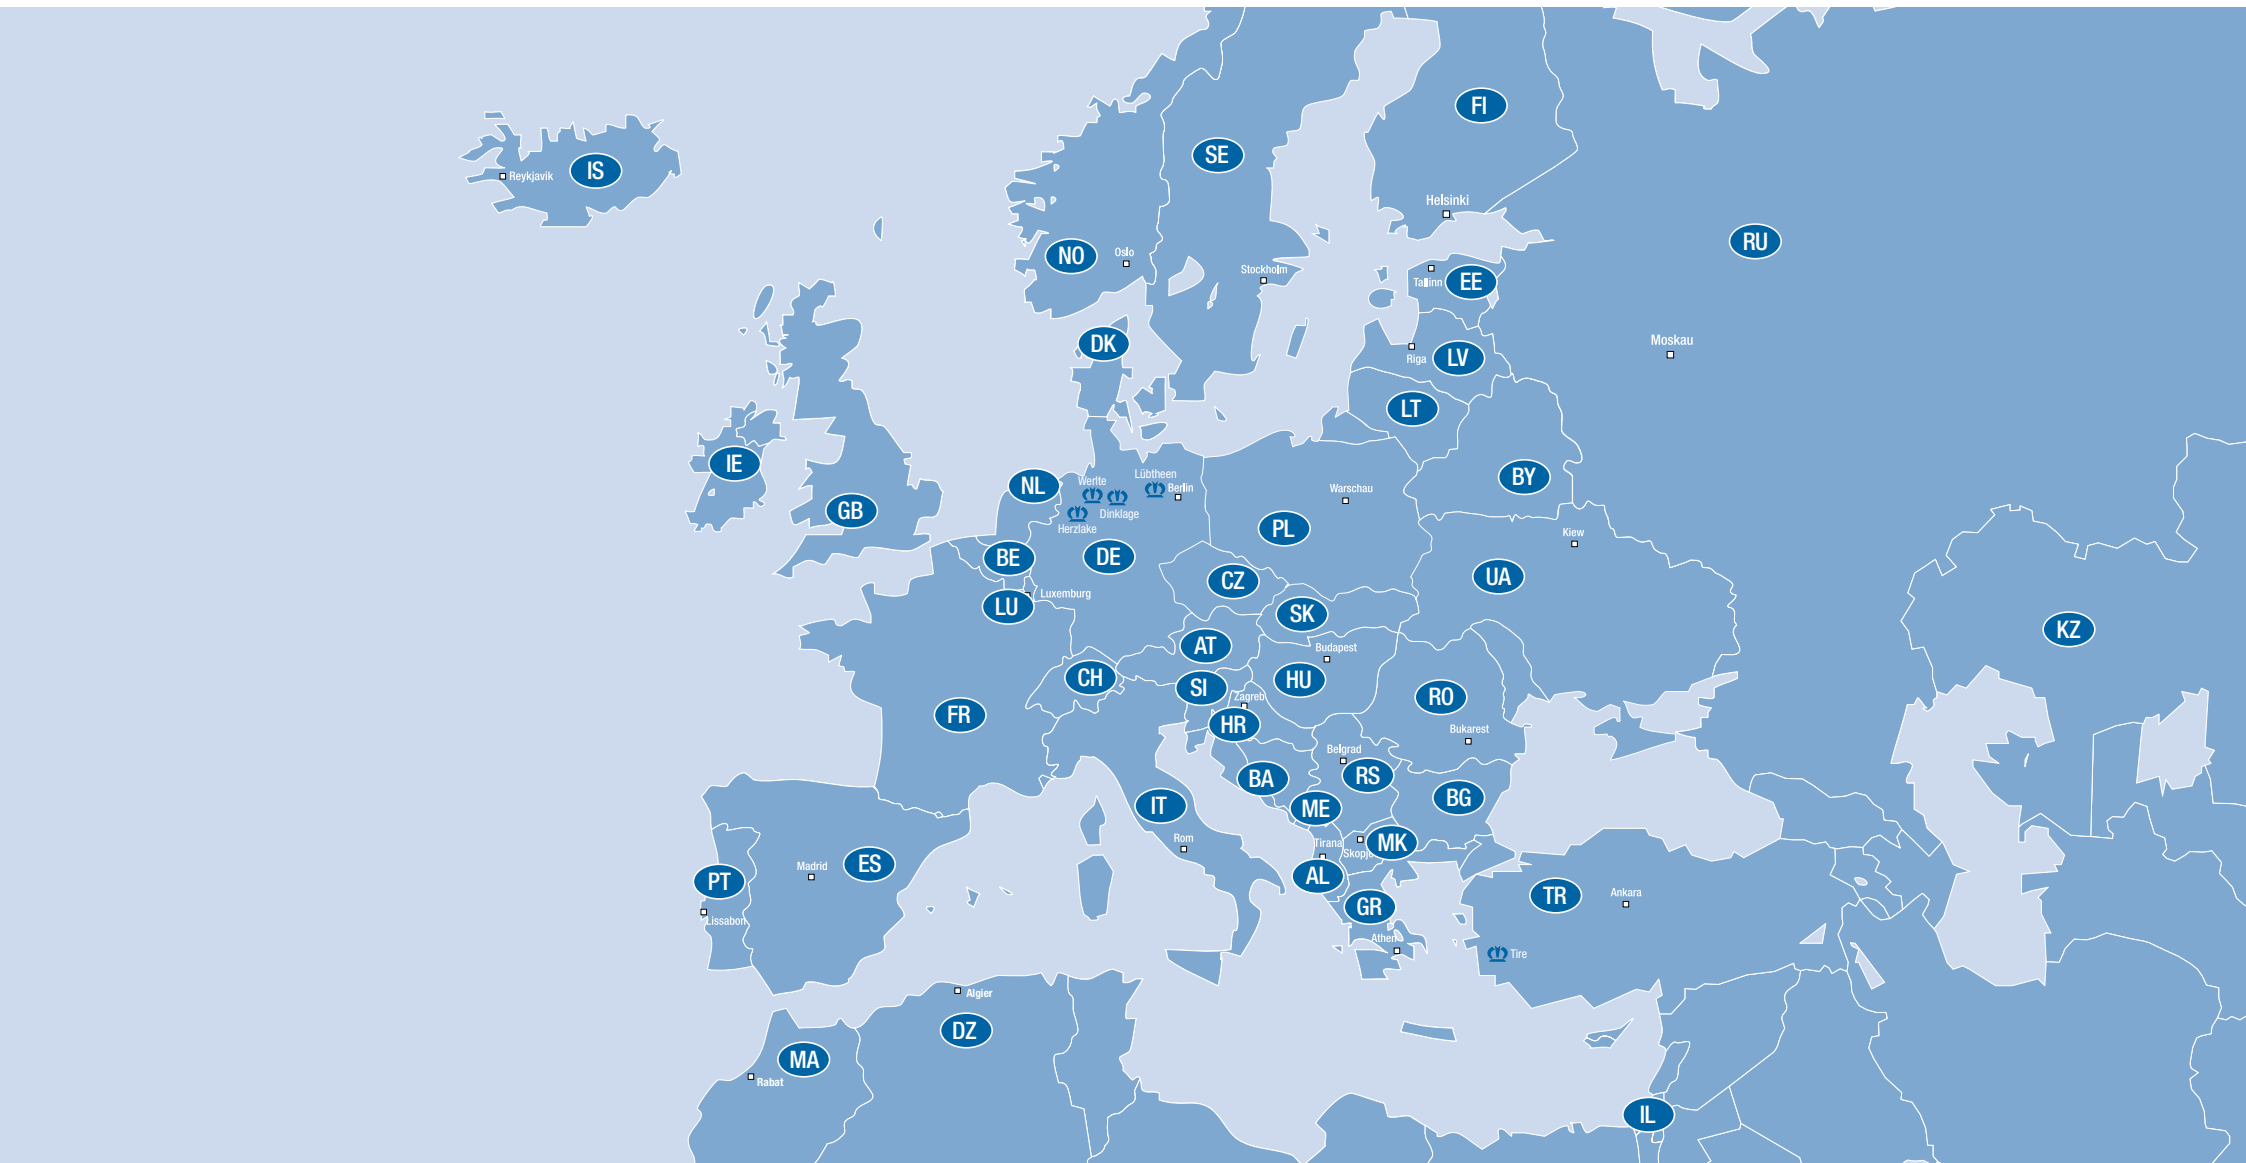 FI
SE
IS
Reykjavik
Helsinki
RU
NO
Oslo
Stockholm
Tallinn
EE
DK
Moskau
Riga
LV
LT
IE
NL
Werlte
Lübtheen
Berlin
BY
Warschau
GB
Dinklage
Herzlake
PL
Kiew
BE
DE
CZ
UA
Luxemburg
LU
SK
KZ
AT
Budapest
CH
SI
HU
Zagreb
RO
FR
HR
Bukarest
Belgrad
BA
RS
BG
IT
ME
Rom
Tirana
MK
Skopje
Madrid
ES
PT
AL
TR
Ankara
GR
Lissabon
Athen
Tire
Algier
DZ
MA
Rabat
IL